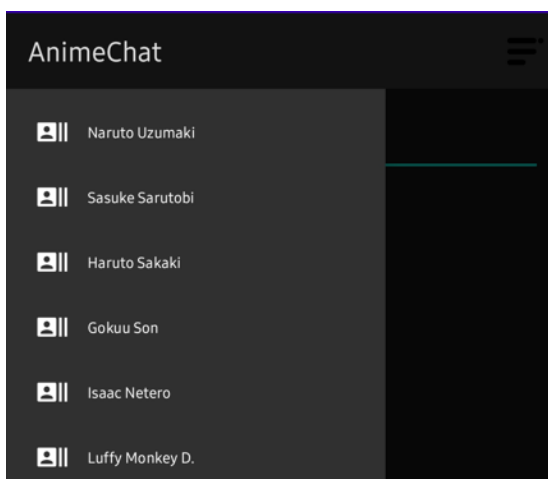 AnimeChat
Naruto Uzumaki
Sasuke Sarutobi
Haruto Sakaki
Gokuu Son
Isaac Netero
Luffy Monkey D.